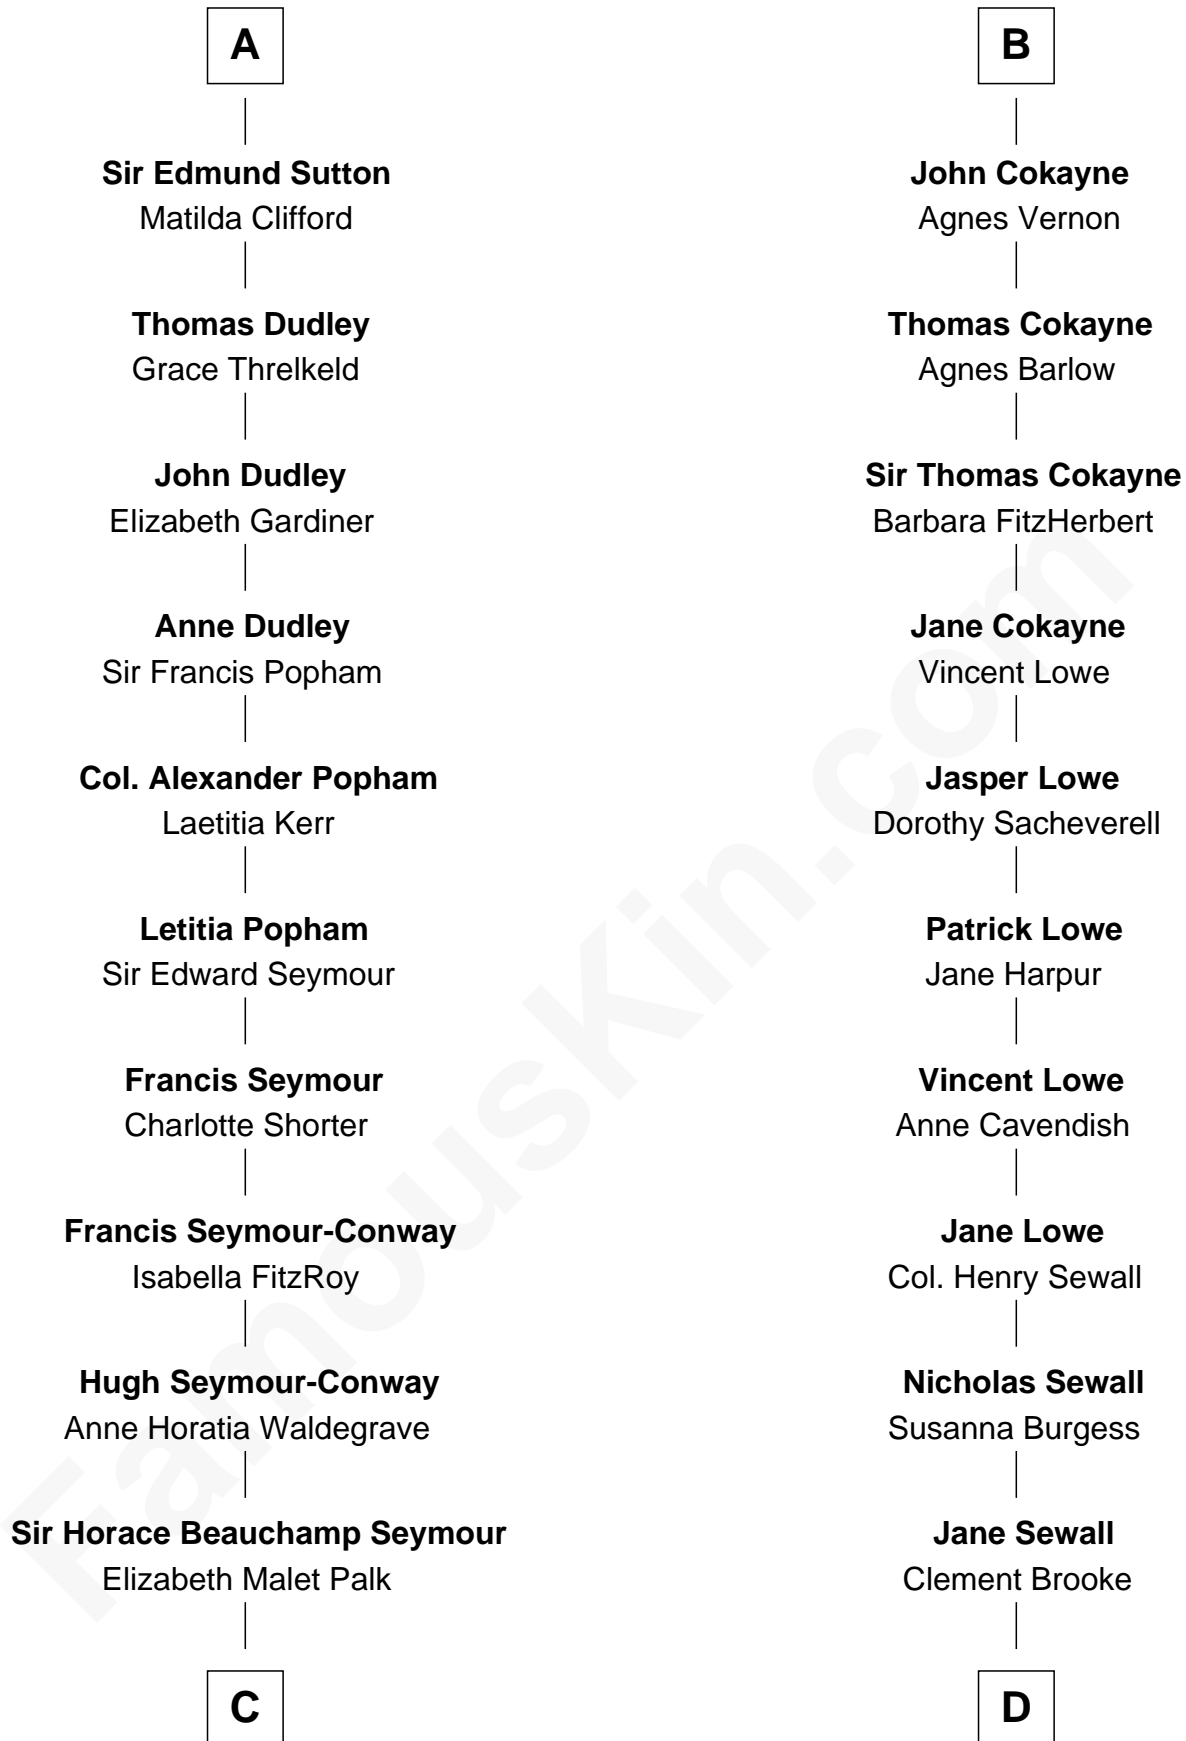 A
Sir Edmund Sutton
Matilda Clifford
Thomas Dudley
Grace Threlkeld
John Dudley
Elizabeth Gardiner
Anne Dudley
Sir Francis Popham
Col. Alexander Popham
Laetitia Kerr
Letitia Popham
Sir Edward Seymour
Francis Seymour
Charlotte Shorter
Francis Seymour-Conway
Isabella FitzRoy
Hugh Seymour-Conway
Anne Horatia Waldegrave
Sir Horace Beauchamp Seymour
Elizabeth Malet Palk
C
B
John Cokayne
Agnes Vernon
Thomas Cokayne
Agnes Barlow
Sir Thomas Cokayne
Barbara FitzHerbert
Jane Cokayne
Vincent Lowe
Jasper Lowe
Dorothy Sacheverell
Patrick Lowe
Jane Harpur
Vincent Lowe
Anne Cavendish
Jane Lowe
Col. Henry Sewall
Nicholas Sewall
Susanna Burgess
Jane Sewall
Clement Brooke
D
FamousKin.com